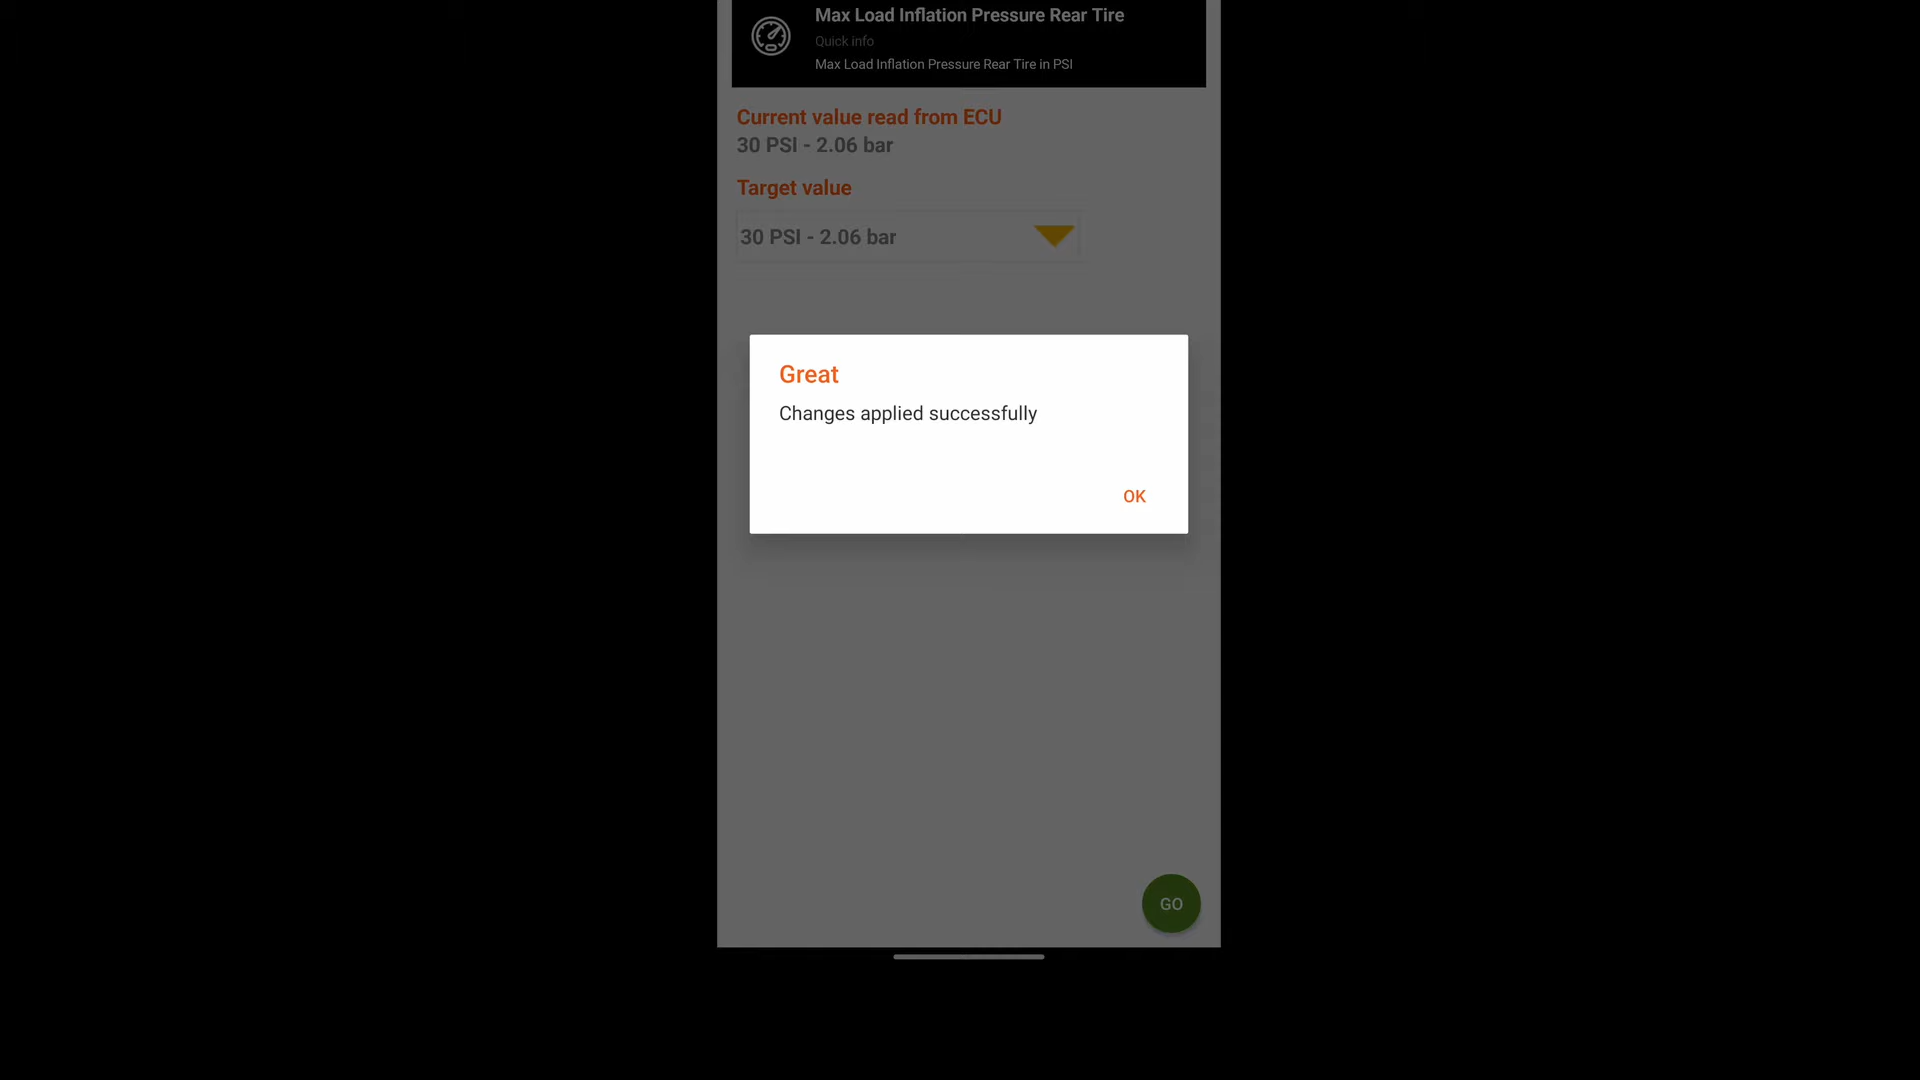 Max Load Inflation Pressure Rear Tire
Quick info
Max Load Inflation Pressure Rear Tire in PSI
Current value read from ECU
30 PSI - 2.06 bar
Target value
30 PSI - 2.06 bar
Great
Changes applied successfully
OK
GO